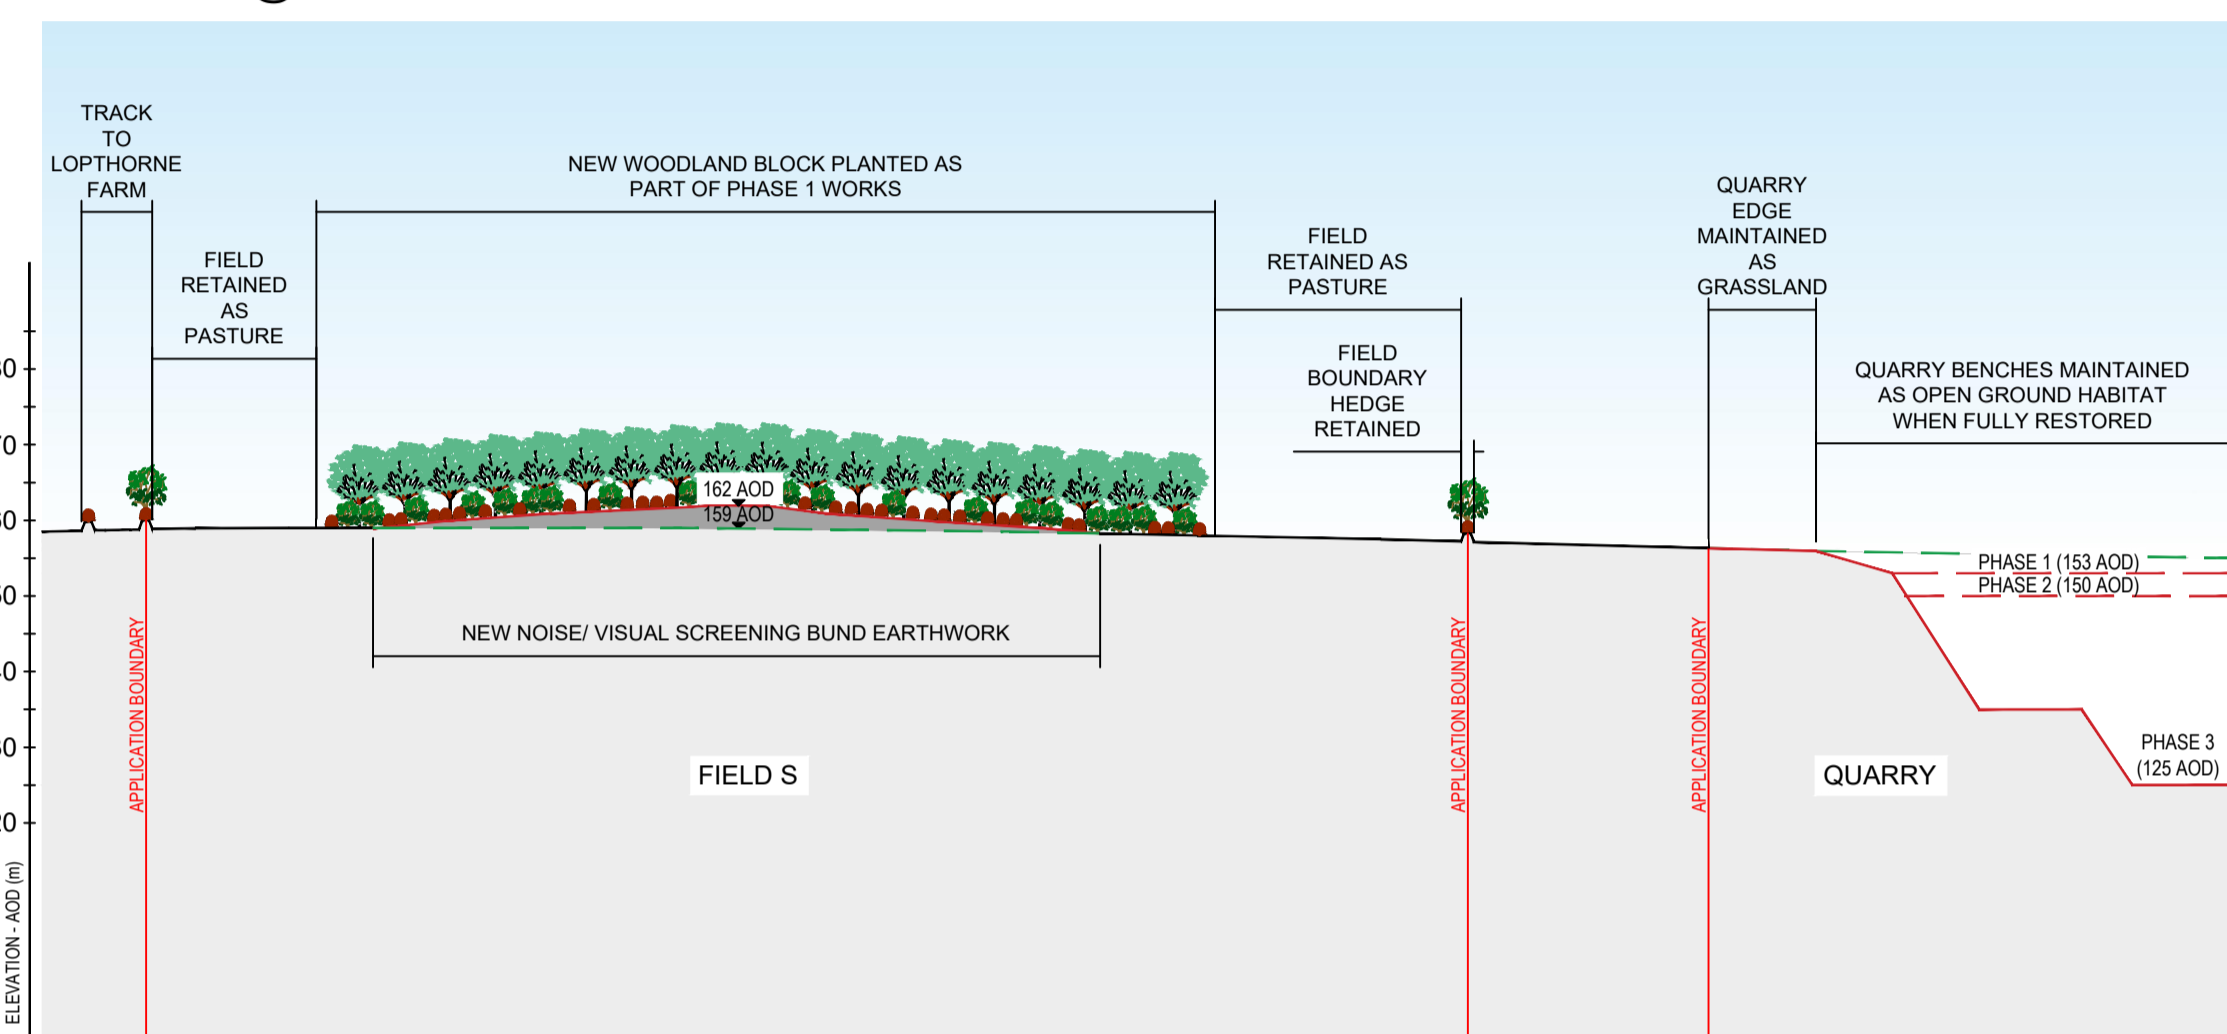 TRACK
TO
LOPTHORNE
FARM
FIELD
RETAINED
AS
PASTURE
NEW WOODLAND BLOCK PLANTED AS
PART OF PHASE 1 WORKS
FIELD
RETAINED AS
PASTURE
FIELD
BOUNDARY
HEDGE
RETAINED
QUARRY
EDGE
MAINTAINED
AS
GRASSLAND
QUARRY BENCHES MAINTAINED
AS OPEN GROUND HABITAT
WHEN FULLY RESTORED
162 AOD
159 AOD
PHASE 1 (153 AOD)
PHASE 2 (150 AOD)
NEW NOISE/ VISUAL SCREENING BUND EARTHWORK
APPLICATION BOUNDARY
APPLICATION BOUNDARY
APPLICATION BOUNDARY
FIELD S
QUARRY
PHASE 3
(125 AOD)
ELEVATION - AOD (m)